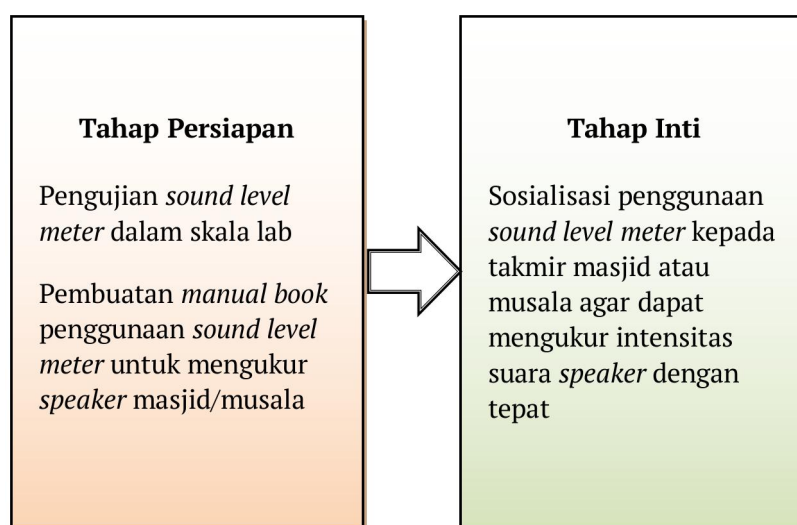 Tahap Persiapan
Pengujian sound level
meter dalam skala lab
Pembuatan manual book
penggunaan sound level
meter untuk mengukur
speaker masjid/musala
Tahap Inti
Sosialisasi penggunaan
sound level meter kepada
takmir masjid atau
musala agar dapat
mengukur intensitas
suara speaker dengan
tepat